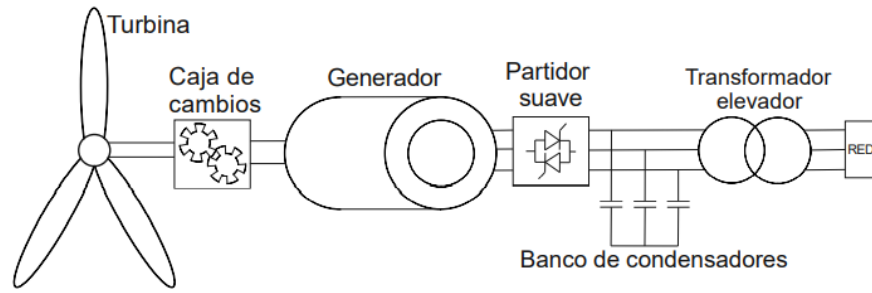 Turbina
Caja de
cambios
Generador
Partidor
suave
Transformador
elevador
RED
Banco de condensadores